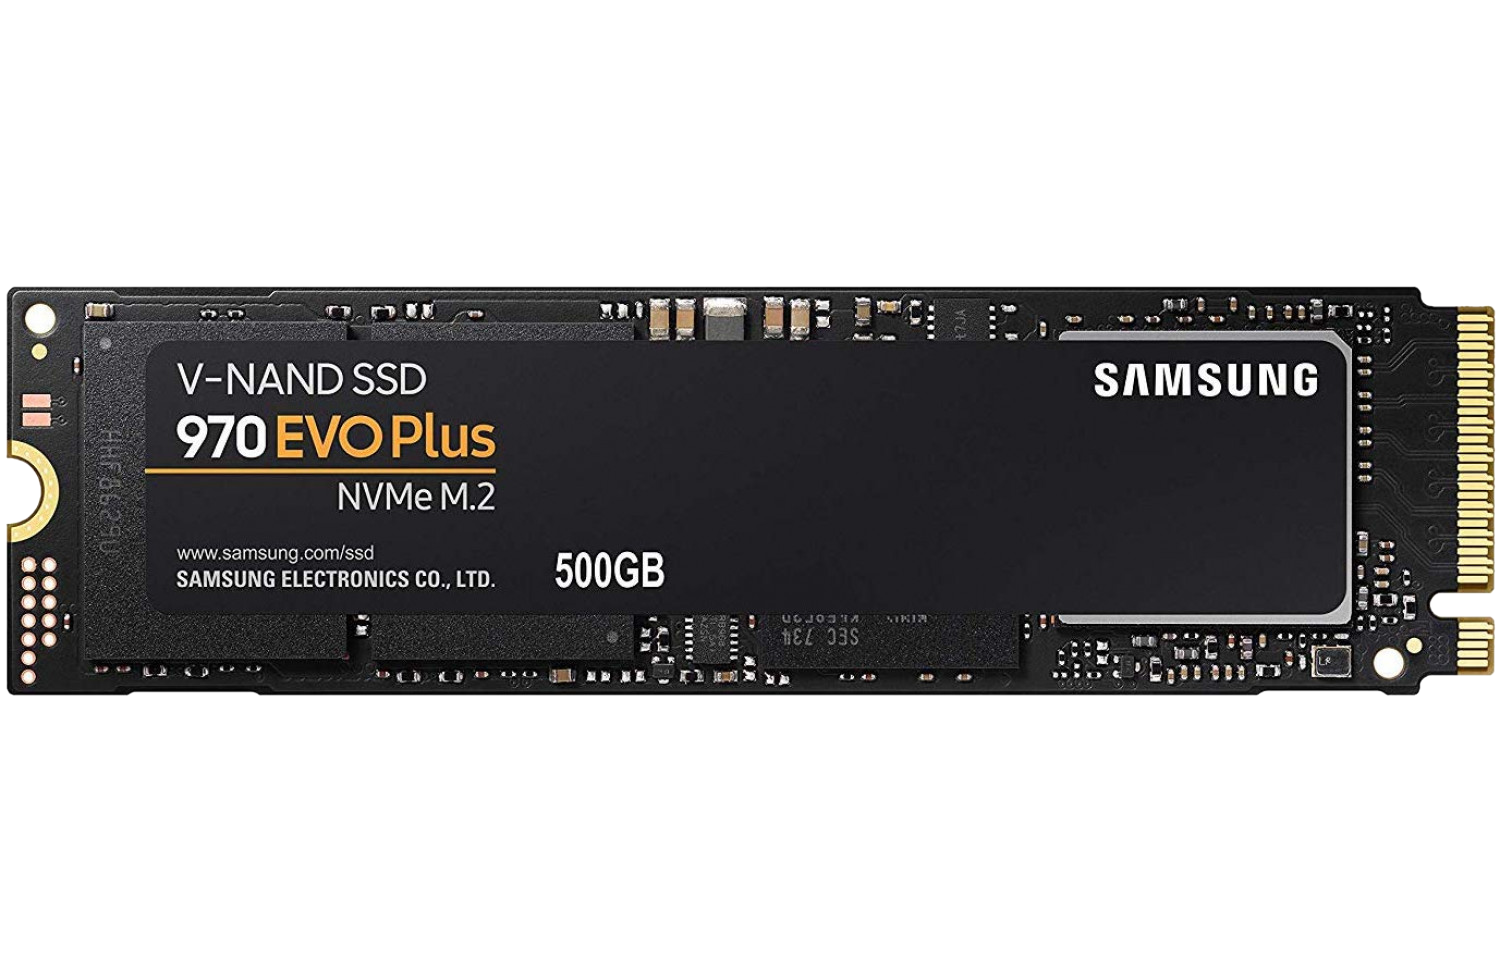 V-NAND SSD
SAMSUNG
970 EVO Plus
NVMe M.2
www.samsung.com/ssd
SAMSUNG ELECTRONICS CO., LTD.
500GB
SEC 734